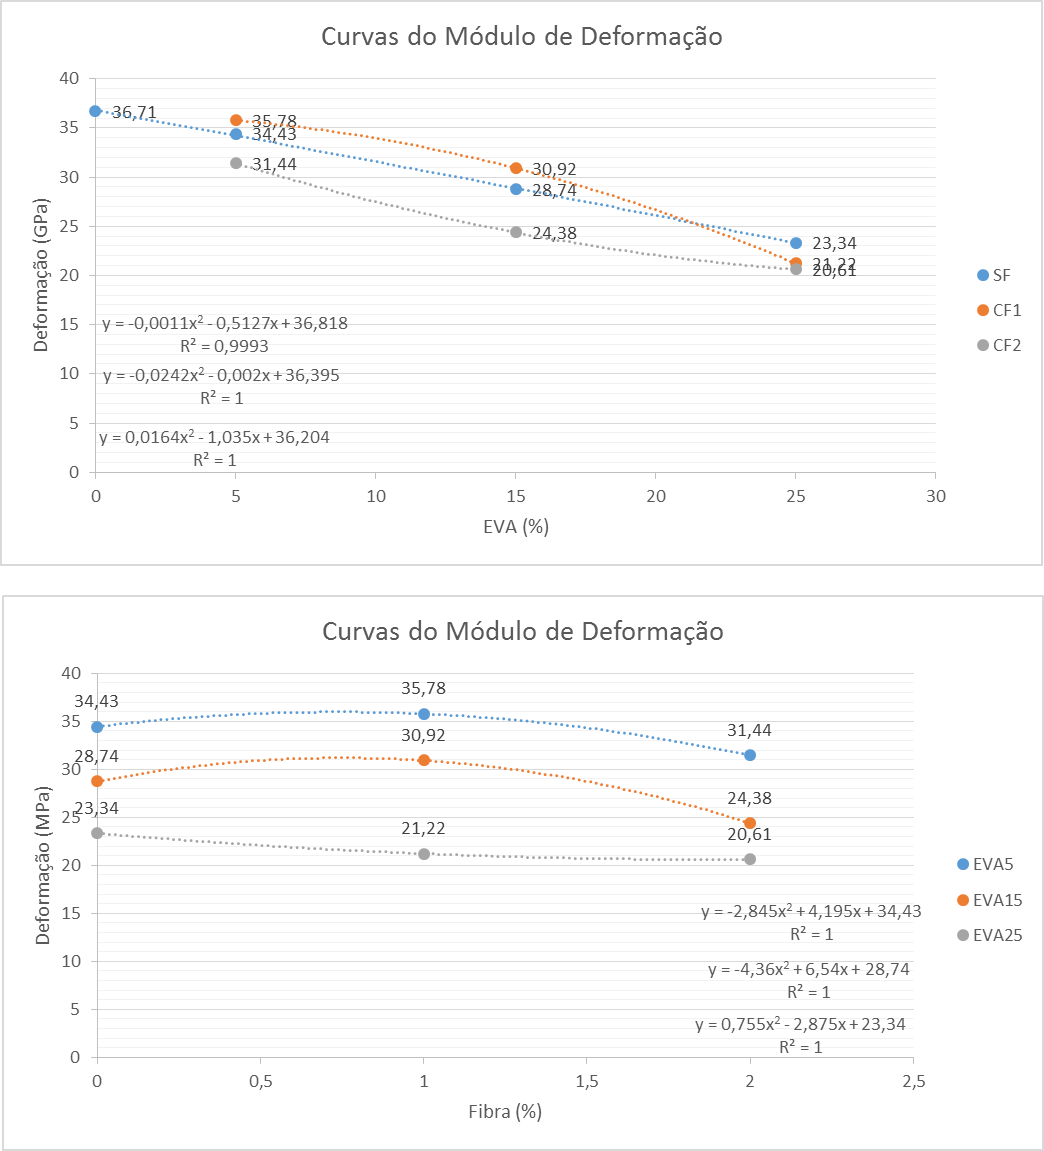 Curvas do Módulo de Deformação
40
35
30
25
20
15
10
5
0
Deformação (GPa)
36,71
35,78
34,43
31,44
30,92
28,74
24,38
23,34
21,22
20,61
y = -0,0011x² - 0,5127x + 36,818
R² = 0,9993
y = -0,0242x² - 0,002x + 36,395
R² = 1
y = 0,0164x² - 1,035x + 36,204
R² = 1
0 5 10 15 20 25 30
EVA (%)
SF
CF1
CF2
Curvas do Módulo de Deformação
40
35
30
25
20
15
10
5
0
Deformação (MPa)
34,43
35,78
31,44
28,74
30,92
24,38
23,34
21,22
20,61
y = -2,845x² + 4,195x + 34,43
R² = 1
y = -4,36x² + 6,54x + 28,74
R² = 1
y = 0,755x² - 2,875x + 23,34
R² = 1
0 0,5 1 1,5 2 2,5
Fibra (%)
EVA5
EVA15
EVA25